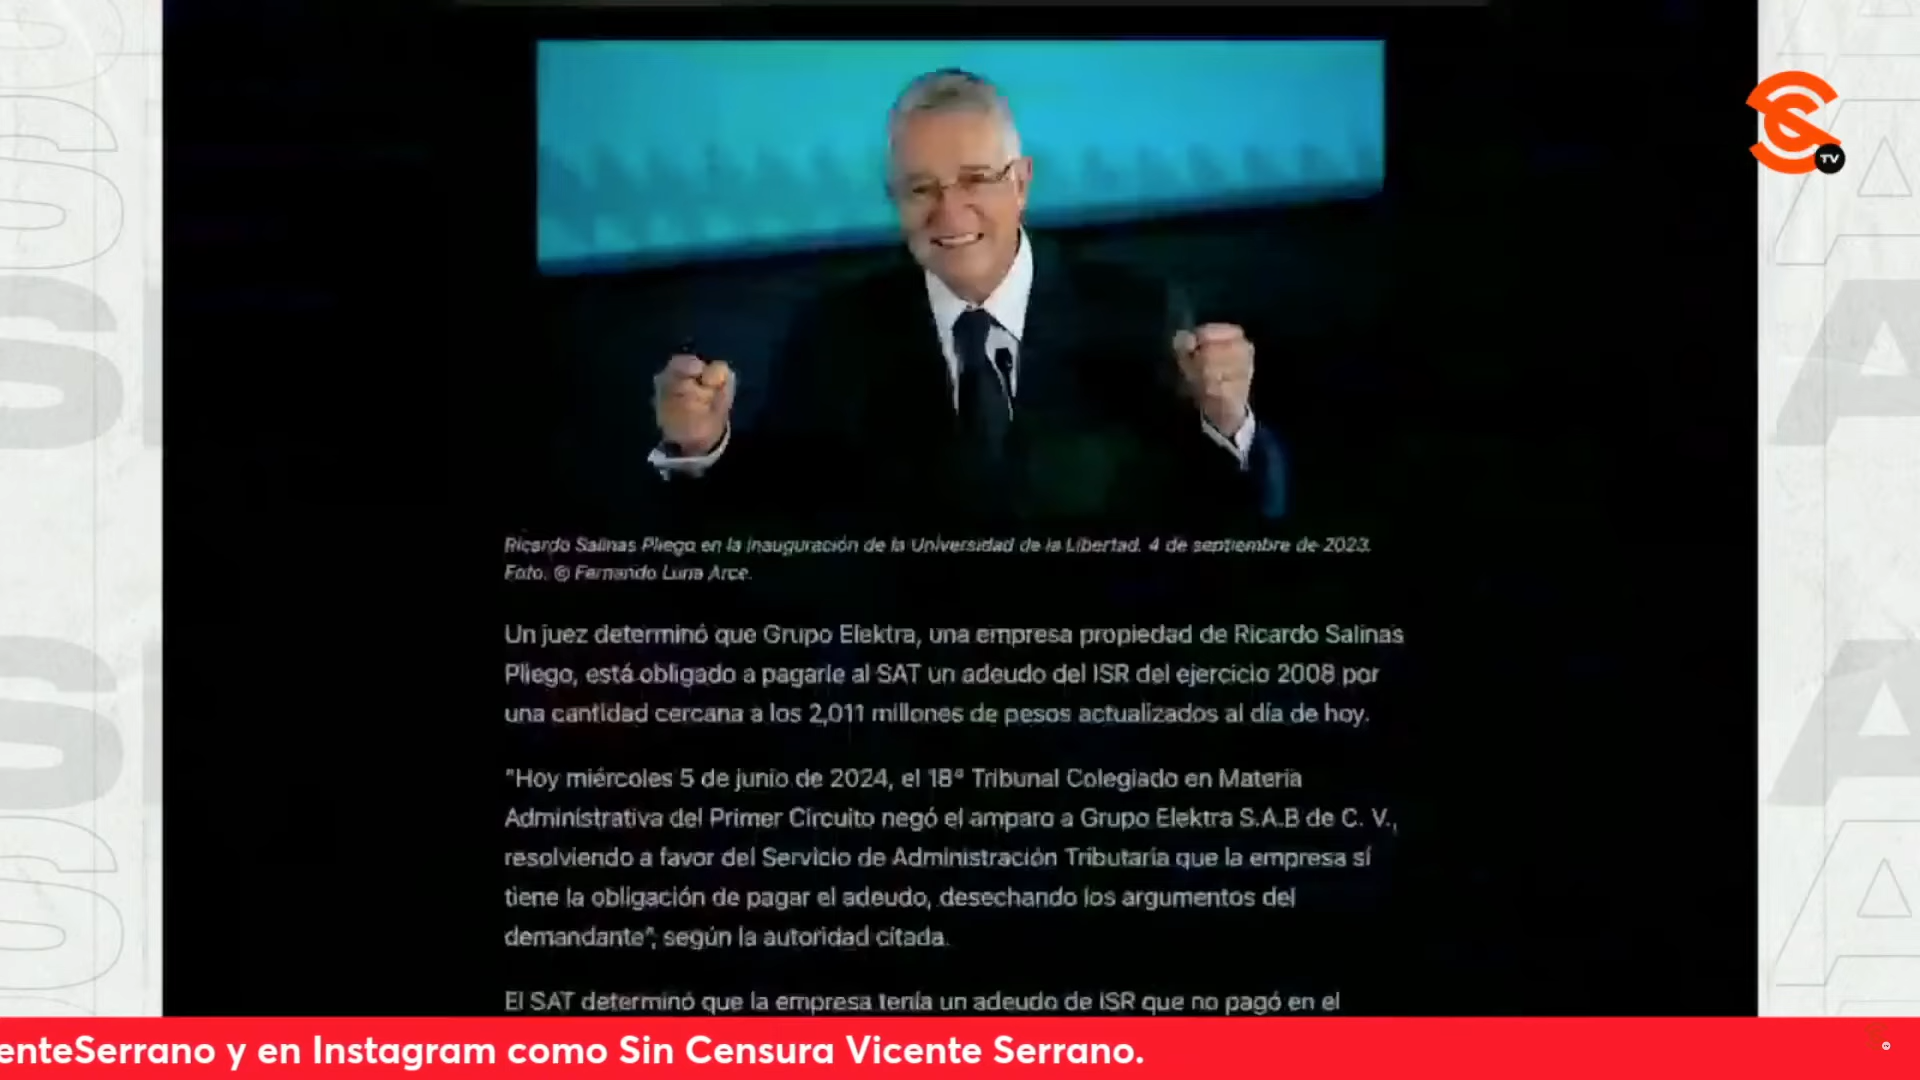 TV
Ricardo Salinas Pliego en la inauguración de la Universidad de la Libertad. 4 de septiembre de 2023.
Foto. © Fernando Luna Arce.
Un juez determinó que Grupo Elektra, una empresa propiedad de Ricardo Salinas
Pliego, está obligado a pagarle al SAT un adeudo del ISR del ejercicio 2008 por
una cantidad cercana a los 2,011 millones de pesos actualizados al día de hoy.
"Hoy miércoles 5 de junio de 2024, el 18° Tribunal Colegiado en Materia
Administrativa del Primer Circuito negó el amparo a Grupo Elektra S.A.B de C. V.,
resolviendo a favor del Servicio de Administración Tributaria que la empresa sí
tiene la obligación de pagar el adeudo, desechando los argumentos del
demandante", según la autoridad citada.
El SAT determinó que la empresa tenía un adeudo de ISR que no pagó en el
enteSerrano y en Instagram como Sin Censura Vicente Serrano.